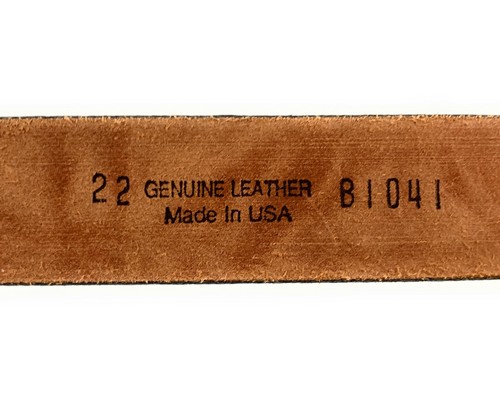 22 GENUINE LEATHER B1041
Made In USA